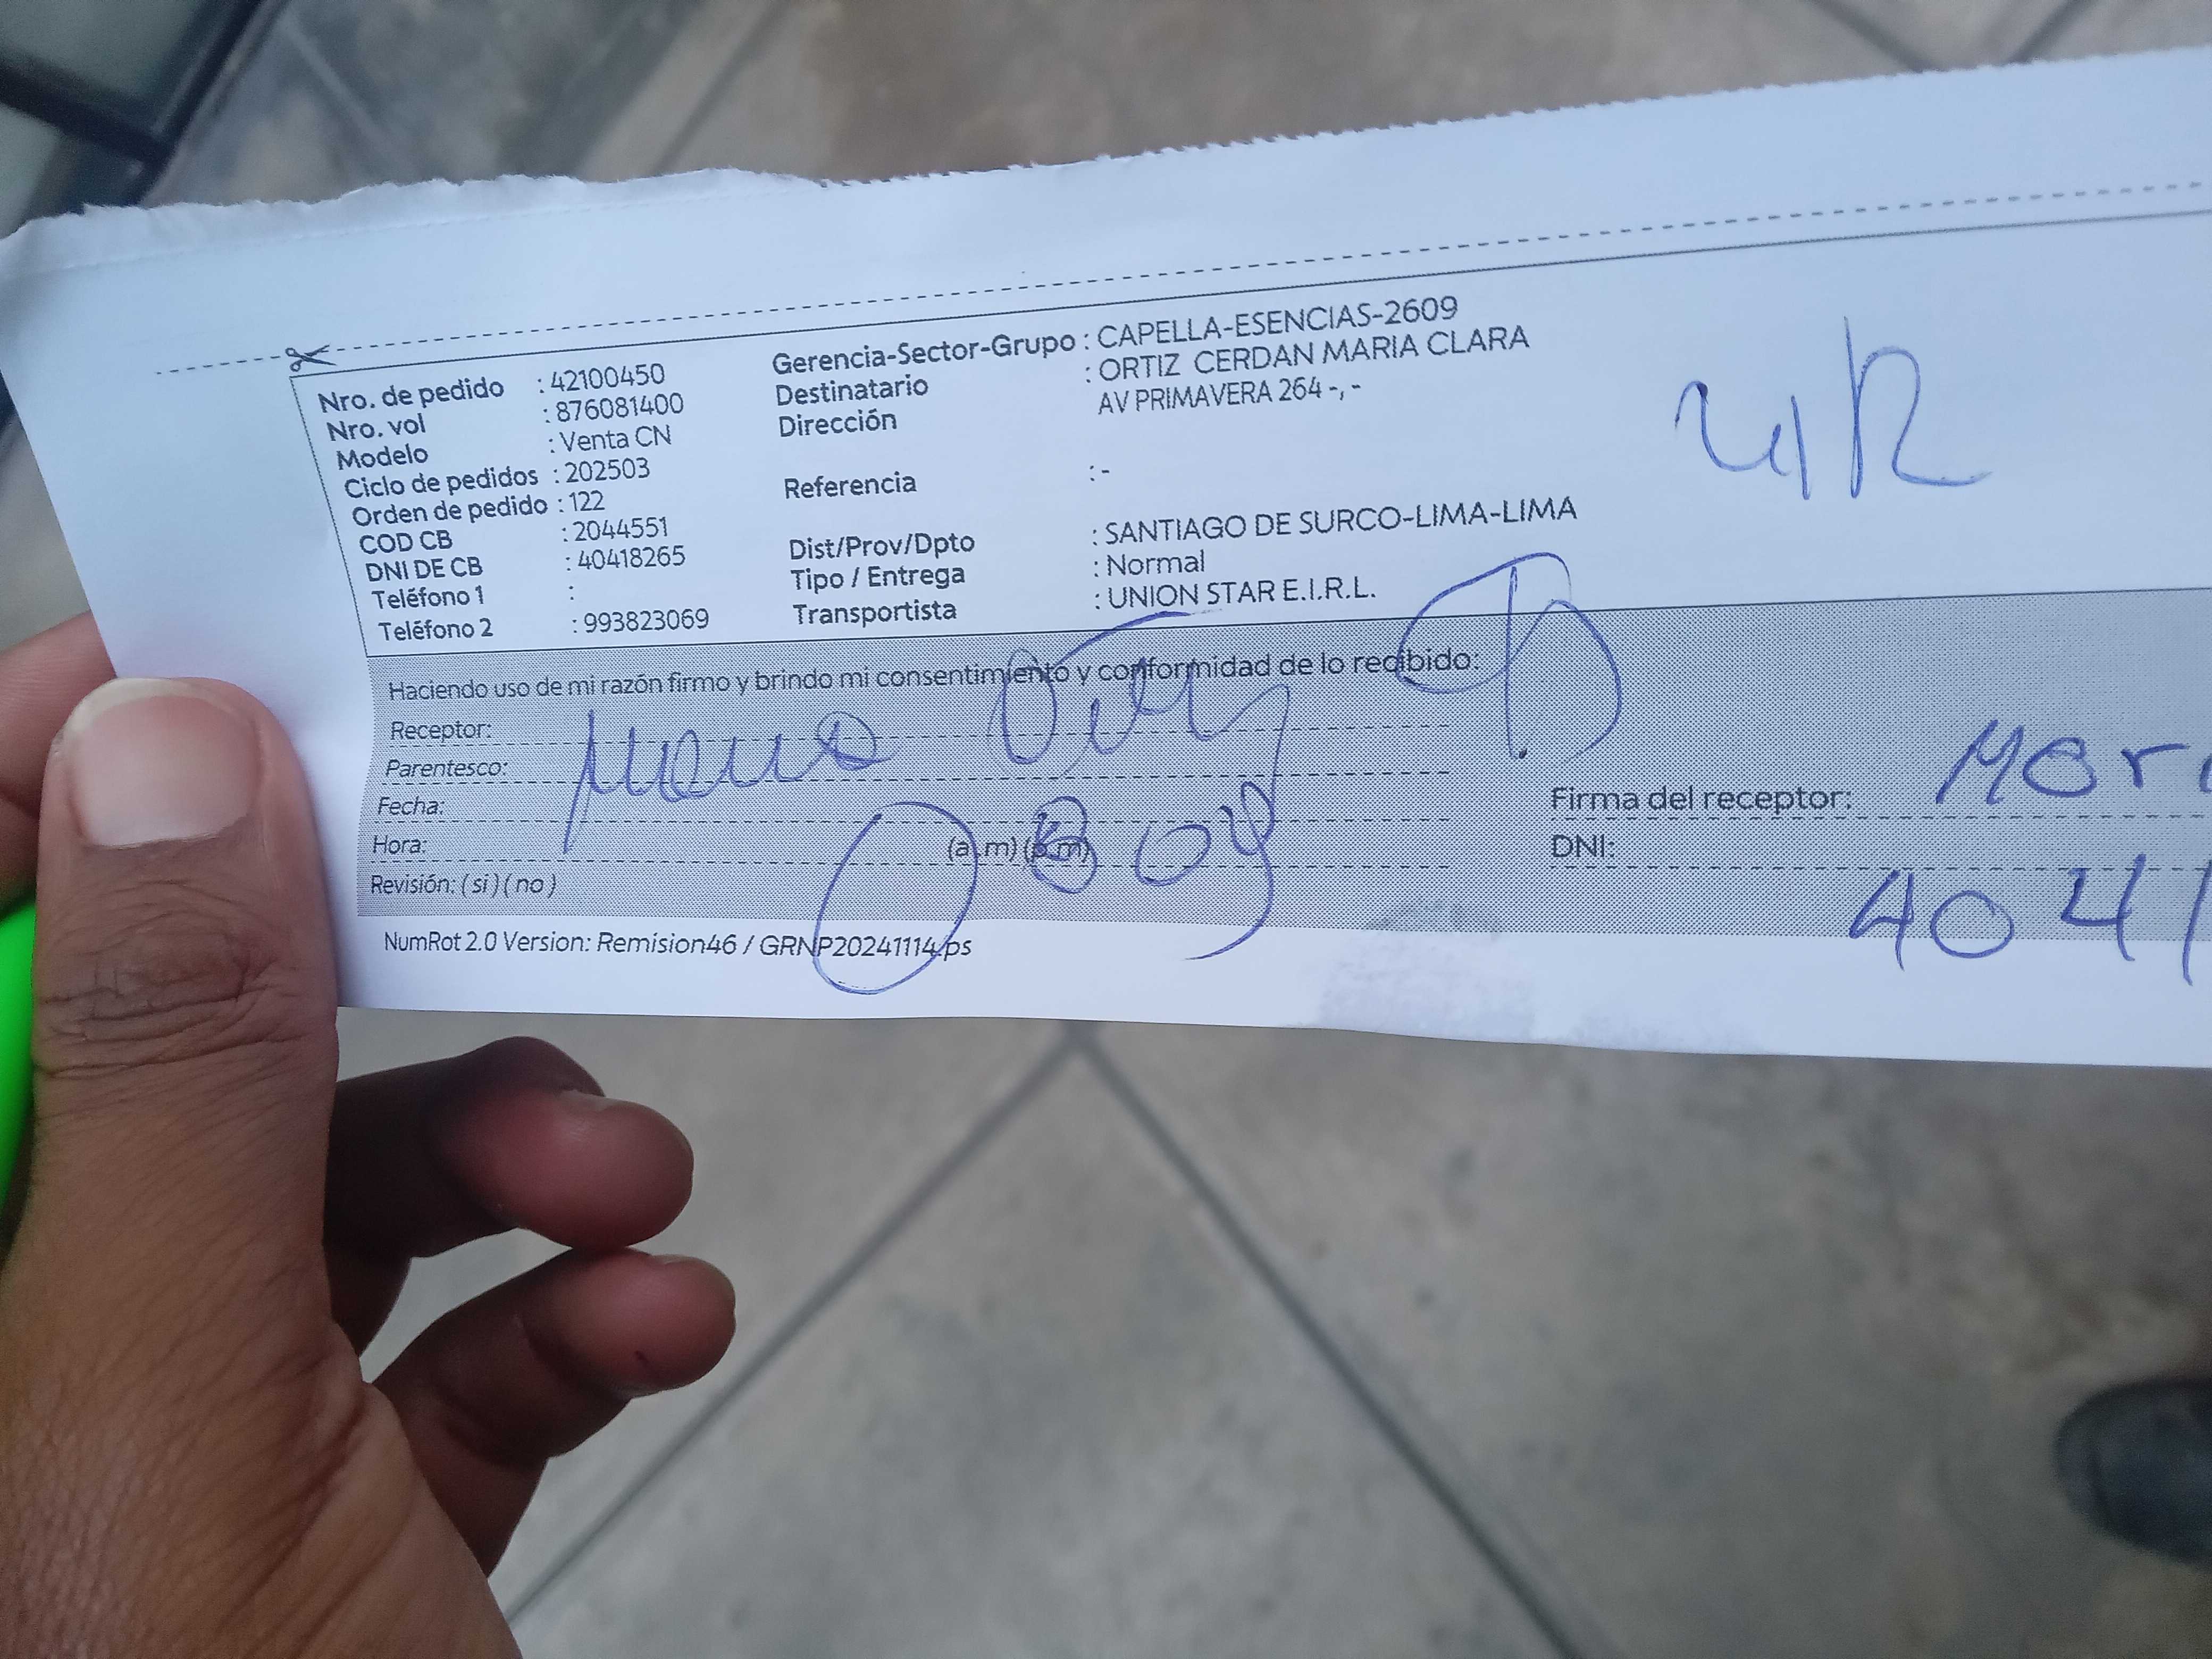 Nro. de pedido : 42100450
Nro. vol : 876081400
Modelo : Venta CN
Ciclo de pedidos : 202503
Orden de pedido : 122
COD CB : 2044551
DNI DE CB : 40418265
Teléfono 1 :
Teléfono 2 : 993823069
Gerencia-Sector-Grupo : CAPELLA-ESENCIAS-2609
Destinatario : ORTIZ CERDAN MARIA CLARA
Dirección AV PRIMAVERA 264 -, -
Referencia : -
Dist/Prov/Dpto : SANTIAGO DE SURCO-LIMA-LIMA
Tipo / Entrega : Normal
Transportista : UNION STAR E.I.R.L.
Haciendo uso de mi razón firmo y brindo mi consentimiento y conformidad de lo recibido:
Receptor:
Parentesco:
Fecha:
Hora: (a.m) (p.m)
Revisión: ( si ) ( no )
Firma del receptor:
DNI: 4041
NumRot 2.0 Version: Remision46 / GRNP20241114.ps